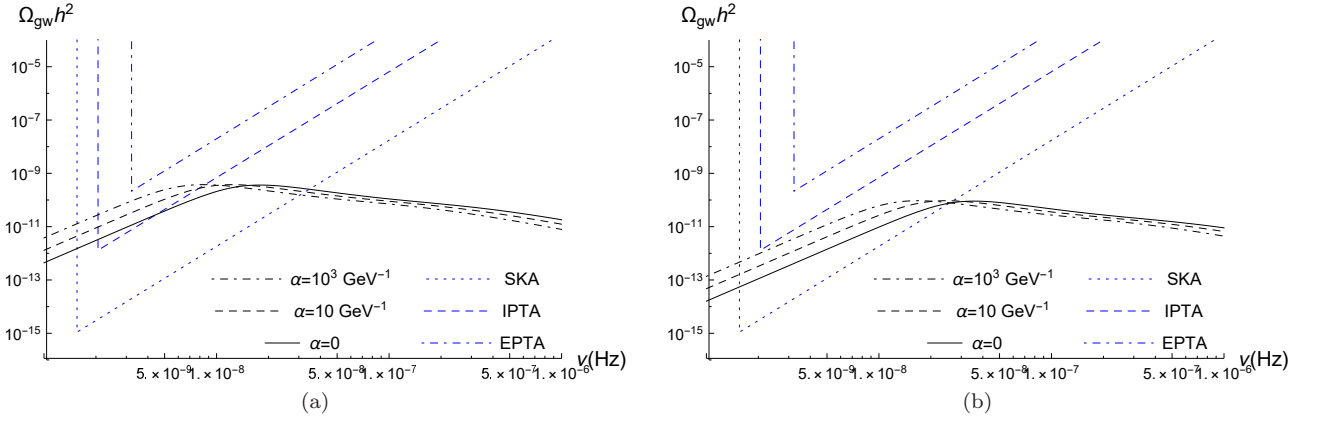 Ω_gw h²
10⁻⁵
10⁻⁷
10⁻⁹
10⁻¹¹
10⁻¹³
10⁻¹⁵
α=10³ GeV⁻¹
SKA
α=10 GeV⁻¹
IPTA
α=0
EPTA
5.×10⁻⁹ 1.×10⁻⁸ 5.×10⁻⁸ 1.×10⁻⁷ 5.×10⁻⁷ 1.×10⁻⁶ ν(Hz)
(a)
Ω_gw h²
10⁻⁵
10⁻⁷
10⁻⁹
10⁻¹¹
10⁻¹³
10⁻¹⁵
α=10³ GeV⁻¹
SKA
α=10 GeV⁻¹
IPTA
α=0
EPTA
5.×10⁻⁹ 1.×10⁻⁸ 5.×10⁻⁸ 1.×10⁻⁷ 5.×10⁻⁷ 1.×10⁻⁶ ν(Hz)
(b)